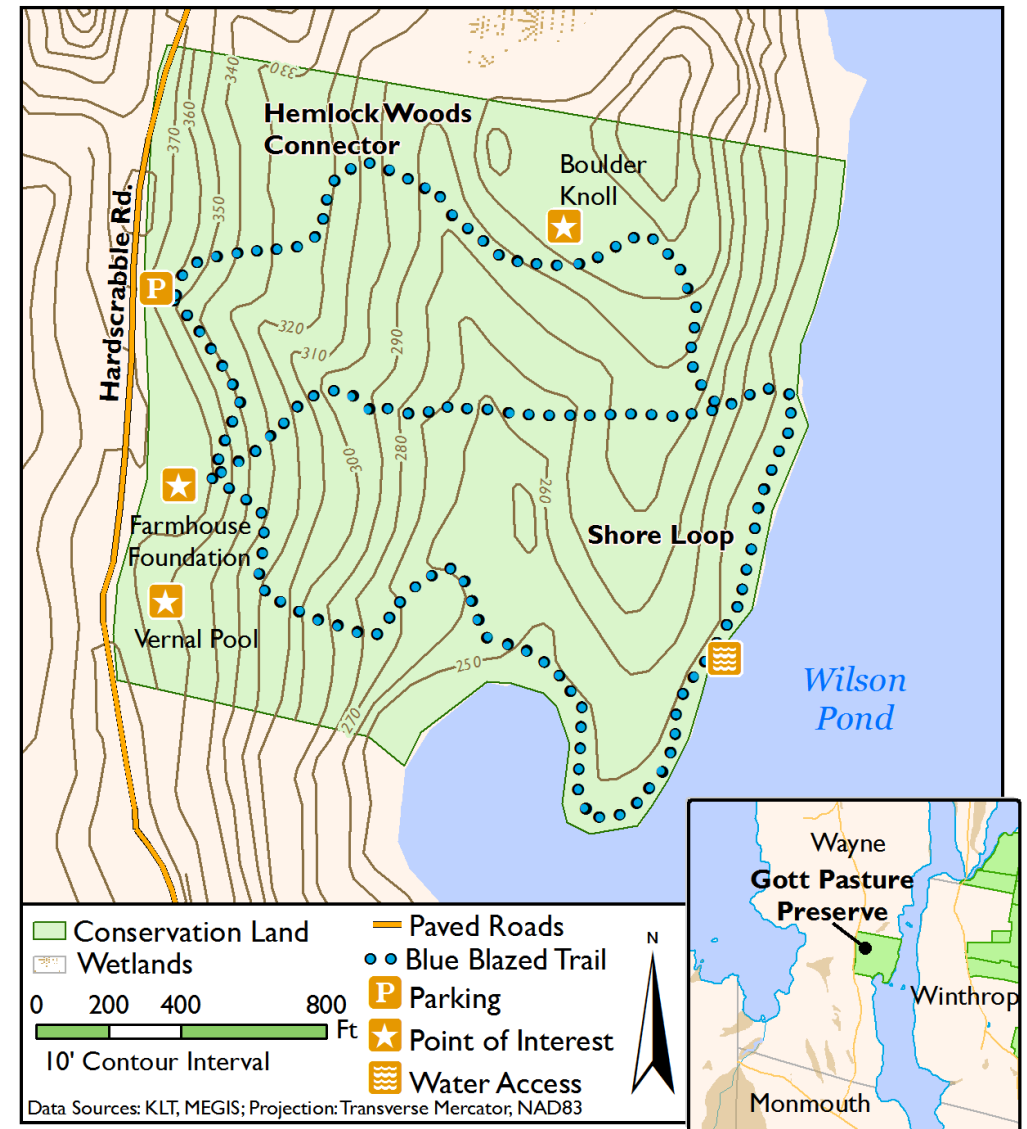 340
330
360
370
Hemlock Woods
Connector
Boulder
Knoll
350
Hardscrabble Rd.
P
320
310
290
280
300
260
Farmhouse
Foundation
Shore Loop
Vernal Pool
250
270
Wilson
Pond
Conservation Land
Wetlands
0 200 400 800
Ft
10' Contour Interval
Data Sources: KLT, MEGIS; Projection: Transverse Mercator, NAD83
Paved Roads
Blue Blazed Trail
P Parking
Point of Interest
Water Access
N
Wayne
Gott Pasture
Preserve
Winthrop
Monmouth